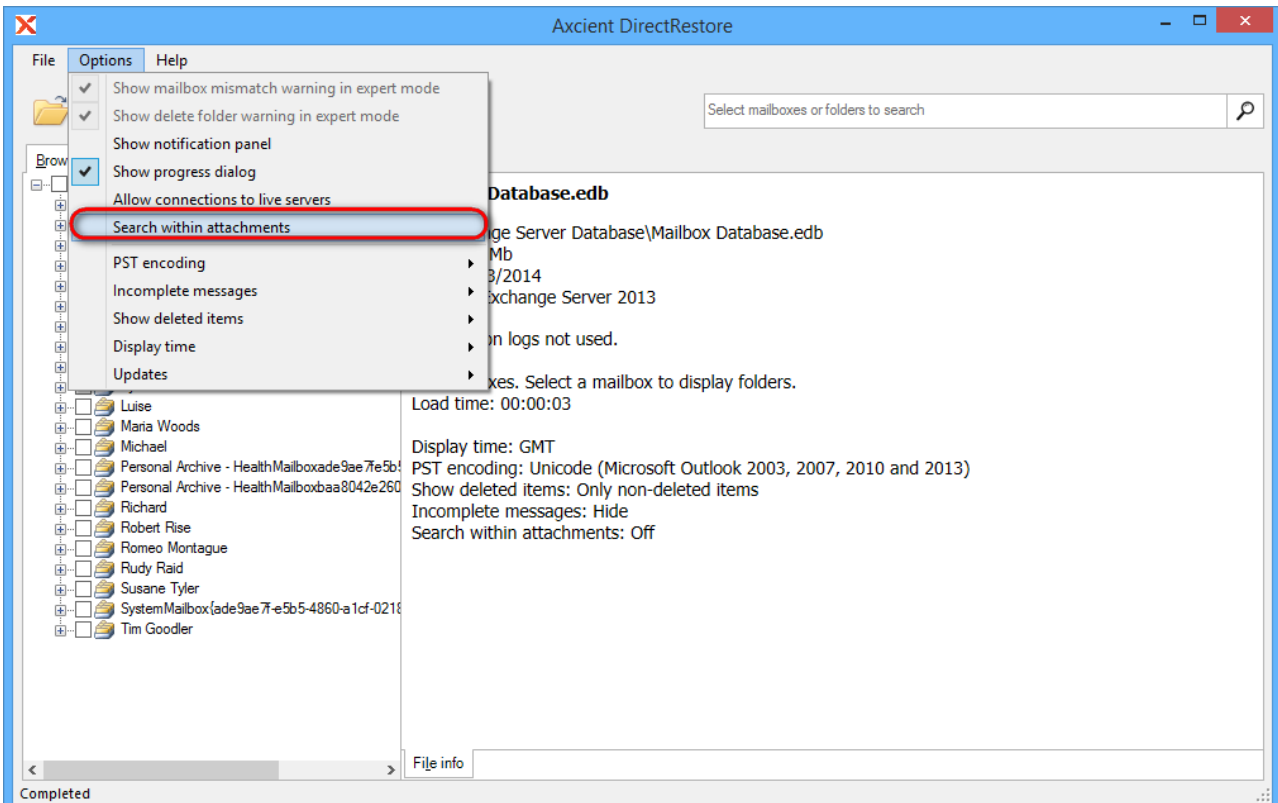 Axcient DirectRestore
File Options Help
Show mailbox mismatch warning in expert mode
Show delete folder warning in expert mode
Show notification panel
Show progress dialog
Allow connections to live servers
Search within attachments
PST encoding
Incomplete messages
Show deleted items
Display time
Updates
Select mailboxes or folders to search
Brow
Luise
Maria Woods
Michael
Personal Archive - HealthMailboxade9ae7fe5b5
Personal Archive - HealthMailboxbaa8042e260
Richard
Robert Rise
Romeo Montague
Rudy Raid
Susane Tyler
SystemMailbox{ade9ae7f-e5b5-4860-a1cf-0218
Tim Goodler
Database.edb
ge Server Database\Mailbox Database.edb
Mb
3/2014
xchange Server 2013
on logs not used.
xes. Select a mailbox to display folders.
Load time: 00:00:03
Display time: GMT
PST encoding: Unicode (Microsoft Outlook 2003, 2007, 2010 and 2013)
Show deleted items: Only non-deleted items
Incomplete messages: Hide
Search within attachments: Off
File info
Completed